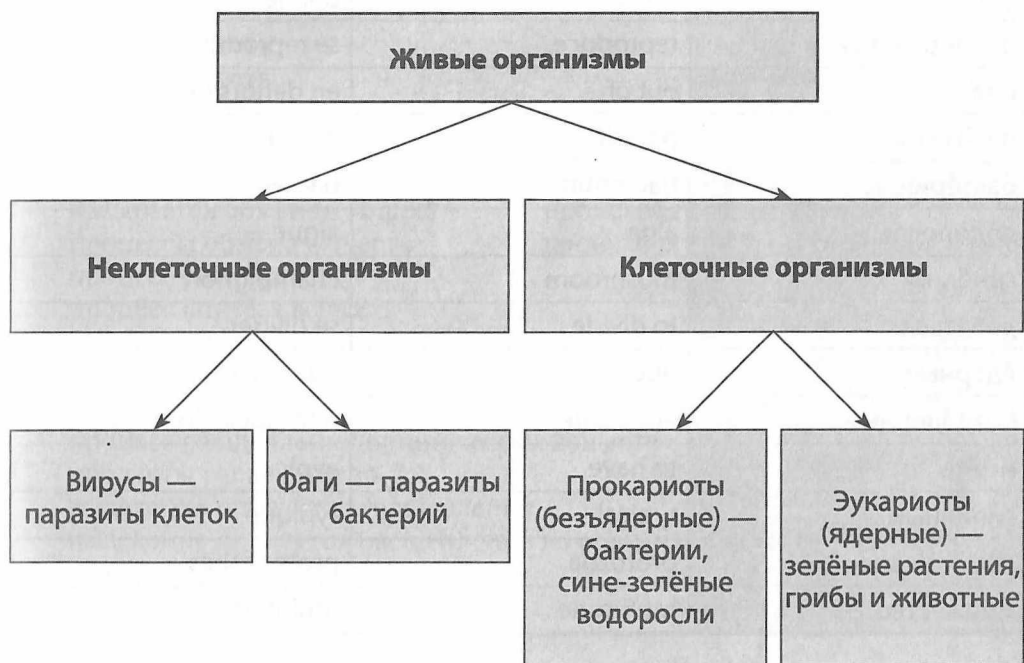 Живые организмы
Неклеточные организмы
Клеточные организмы
Вирусы —
паразиты клеток
Фаги — паразиты
бактерий
Прокариоты
(безъядерные) —
бактерии,
сине-зелёные
водоросли
Эукариоты
(ядерные) —
зелёные растения,
грибы и животные